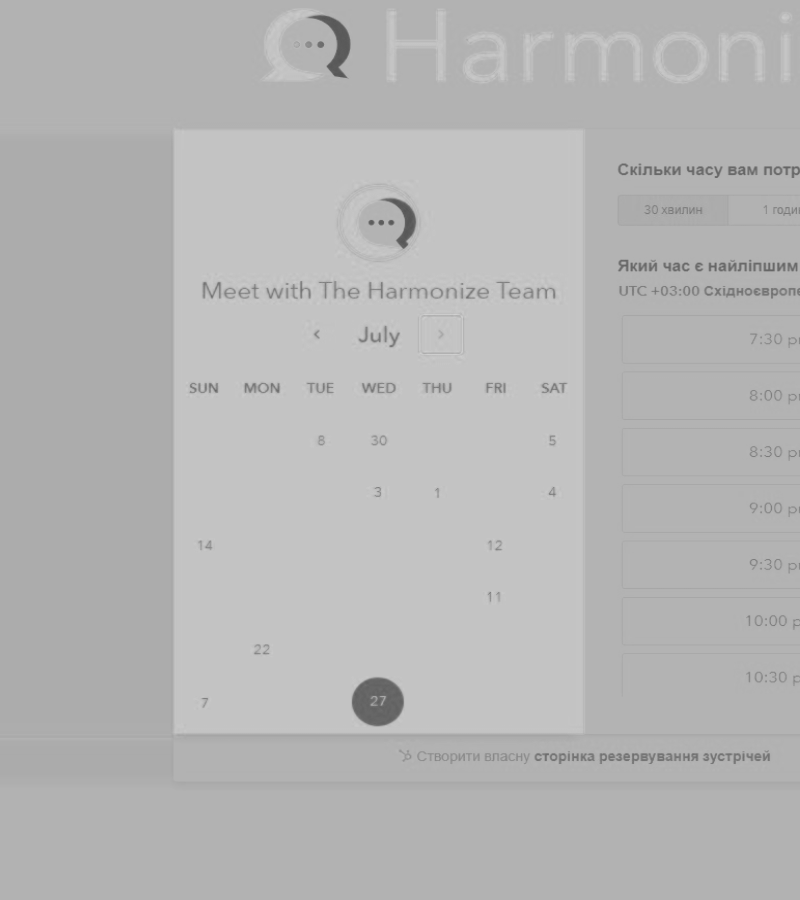 Harmoni
Meet with The Harmonize Team
July
SUN MON TUE WED THU FRI SAT
8 30 5
3 1 4
14 12
11
22
7 27
Скільки часу вам потр
30 хвилин 1 годин
Який час є найліпшим
UTC +03:00 Східноєвропе
7:30 p
8:00 p
8:30 p
9:00 p
9:30 p
10:00 p
10:30 p
Створити власну сторінка резервування зустрічей